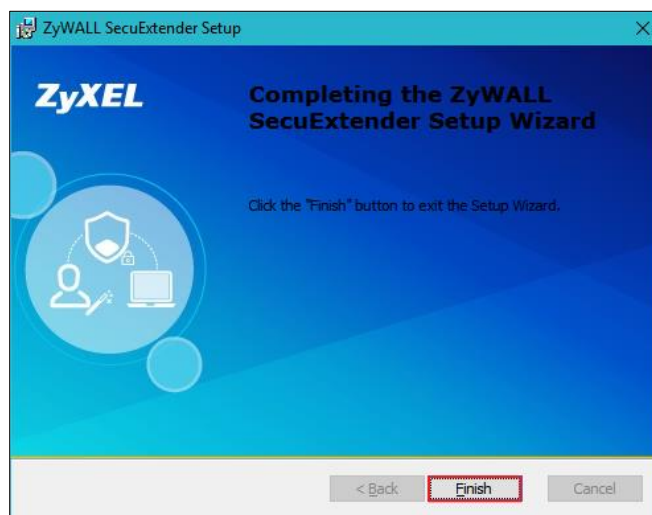 ZyWALL SecuExtender Setup
ZyXEL
Completing the ZyWALL
SecuExtender Setup Wizard
Click the "Finish" button to exit the Setup Wizard.
< Back
Finish
Cancel